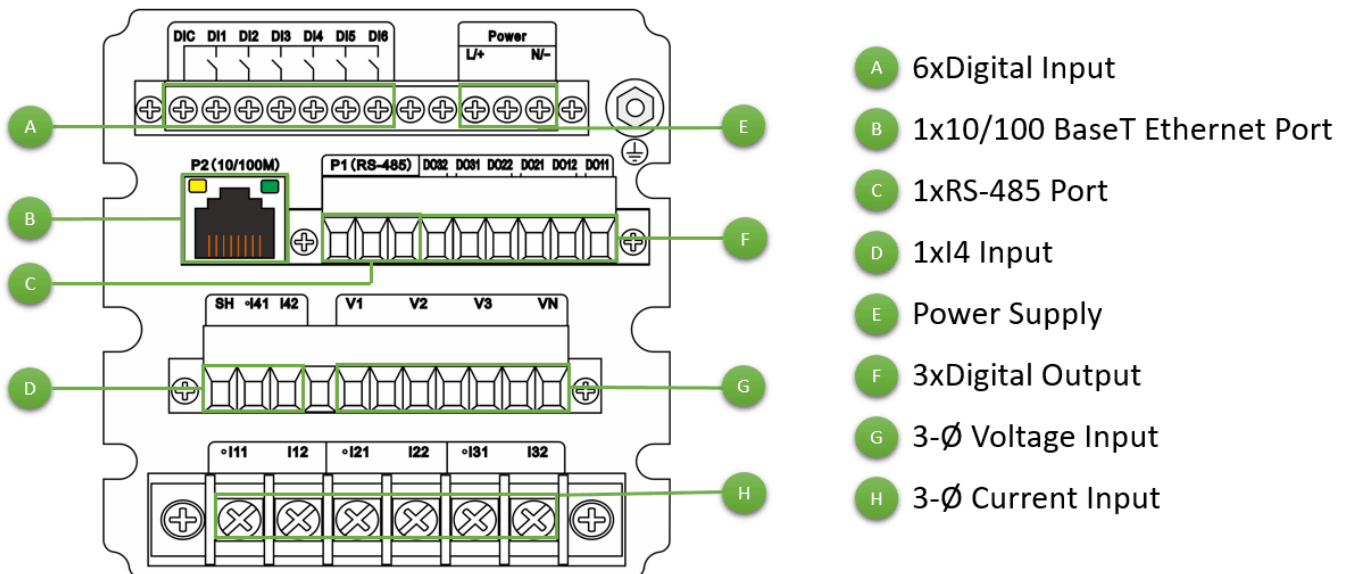 DIC DI1 DI2 DI3 DI4 DI5 DI6
Power
L/+ N/–
A
E
P2(10/100M)
P1(RS-485) DO32 DO31 DO22 DO21 DO12 DO11
B
F
C
SH ∘I41 I42 V1 V2 V3 VN
D
G
∘I11 I12 ∘I21 I22 ∘I31 I32
H
A 6xDigital Input
B 1x10/100 BaseT Ethernet Port
C 1xRS-485 Port
D 1xI4 Input
E Power Supply
F 3xDigital Output
G 3-Ø Voltage Input
H 3-Ø Current Input